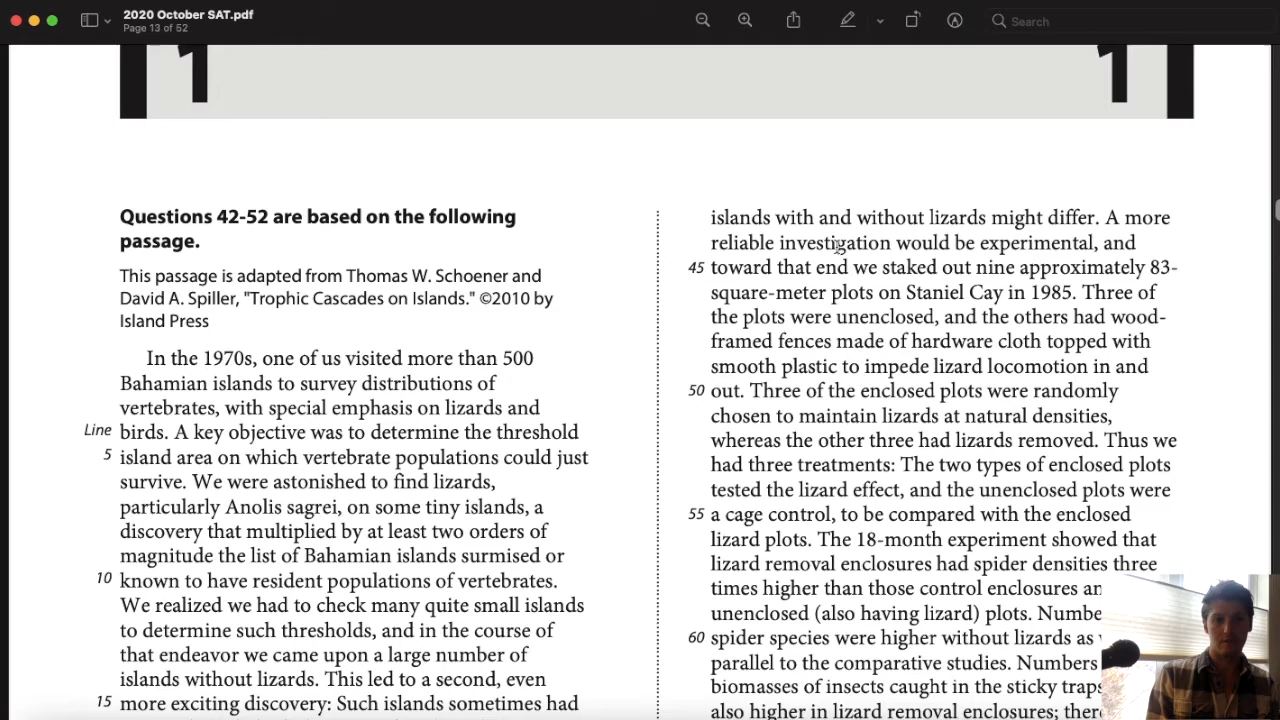 2020 October SAT.pdf
Page 13 of 52
Search
1
1
Questions 42-52 are based on the following
passage.
This passage is adapted from Thomas W. Schoener and
David A. Spiller, "Trophic Cascades on Islands." ©2010 by
Island Press
In the 1970s, one of us visited more than 500
Bahamian islands to survey distributions of
vertebrates, with special emphasis on lizards and
Line birds. A key objective was to determine the threshold
5 island area on which vertebrate populations could just
survive. We were astonished to find lizards,
particularly Anolis sagrei, on some tiny islands, a
discovery that multiplied by at least two orders of
magnitude the list of Bahamian islands surmised or
10 known to have resident populations of vertebrates.
We realized we had to check many quite small islands
to determine such thresholds, and in the course of
that endeavor we came upon a large number of
islands without lizards. This led to a second, even
15 more exciting discovery: Such islands sometimes had
islands with and without lizards might differ. A more
reliable investigation would be experimental, and
45 toward that end we staked out nine approximately 83-
square-meter plots on Staniel Cay in 1985. Three of
the plots were unenclosed, and the others had wood-
framed fences made of hardware cloth topped with
smooth plastic to impede lizard locomotion in and
50 out. Three of the enclosed plots were randomly
chosen to maintain lizards at natural densities,
whereas the other three had lizards removed. Thus we
had three treatments: The two types of enclosed plots
tested the lizard effect, and the unenclosed plots were
55 a cage control, to be compared with the enclosed
lizard plots. The 18-month experiment showed that
lizard removal enclosures had spider densities three
times higher than those control enclosures
unenclosed (also having lizard) plots.
60 spider species were higher without lizards as
parallel to the comparative studies. Numbers
biomasses of insects caught in the sticky traps
also higher in lizard removal enclosures;